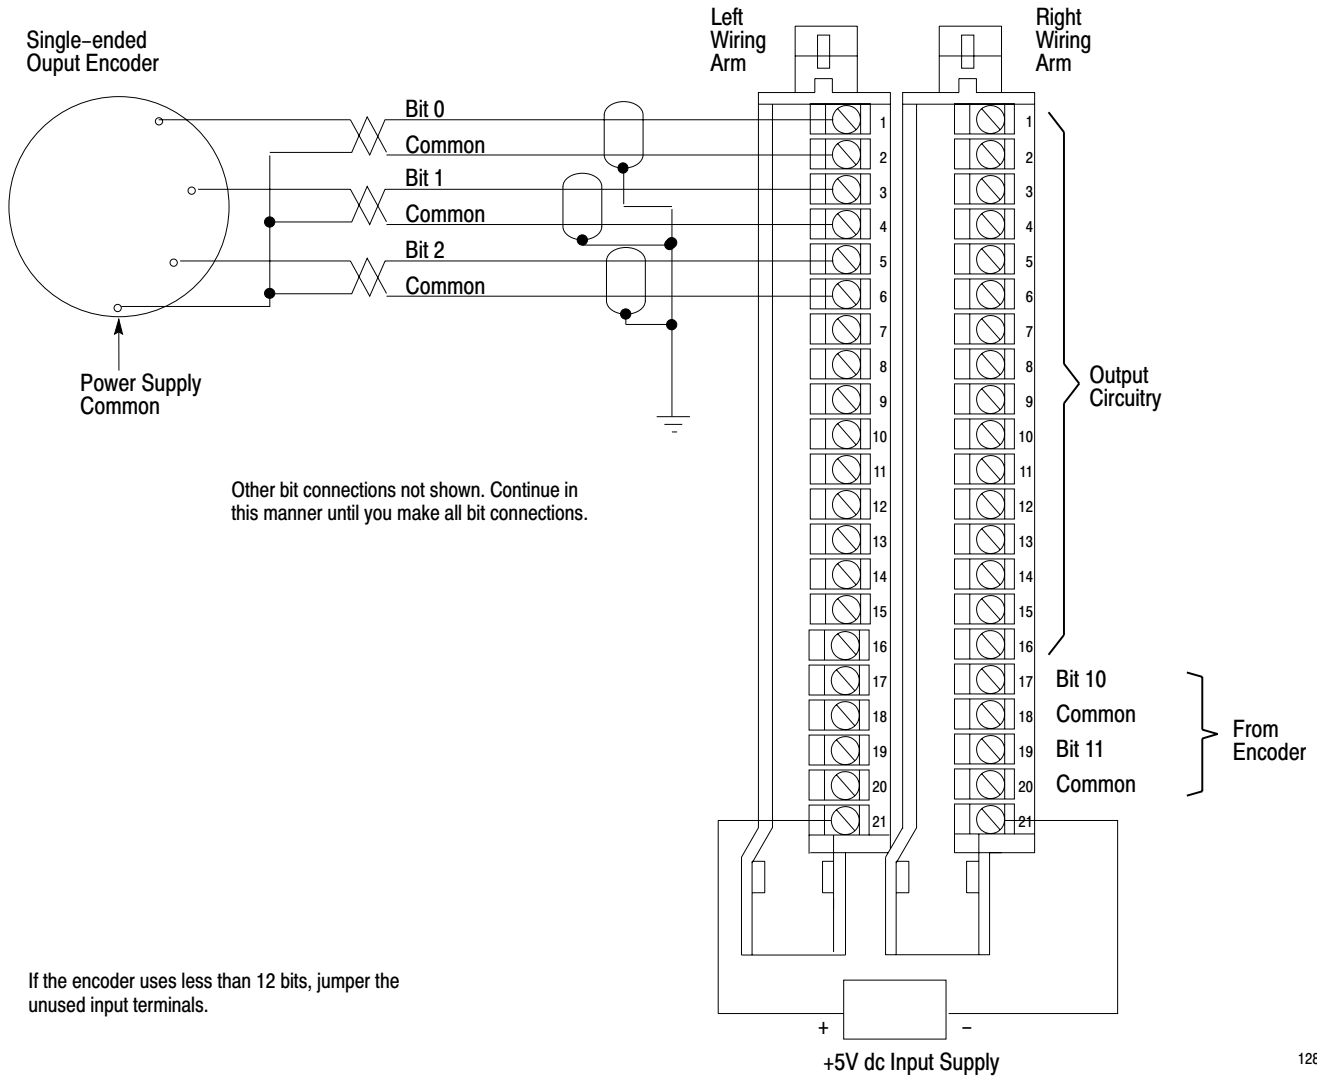 Single-ended
Ouput Encoder
Left
Wiring
Arm
Right
Wiring
Arm
Bit 0
Common
Bit 1
Common
Bit 2
Common
Power Supply
Common
Other bit connections not shown. Continue in
this manner until you make all bit connections.
1
2
3
4
5
6
7
8
9
10
11
12
13
14
15
16
17
18
19
20
21
1
2
3
4
5
6
7
8
9
10
11
12
13
14
15
16
17
18
19
20
21
Output
Circuitry
Bit 10
Common
Bit 11
Common
From
Encoder
If the encoder uses less than 12 bits, jumper the
unused input terminals.
+
–
+5V dc Input Supply
128